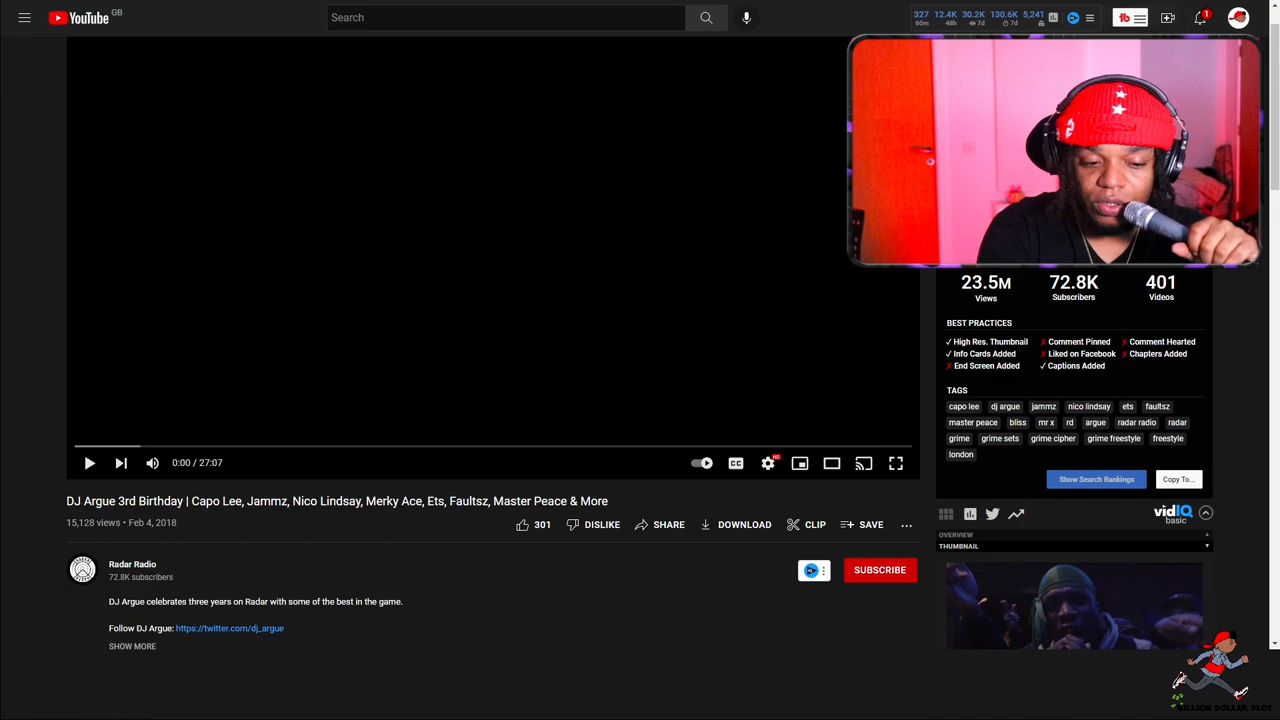 YouTube GB
Search
327 12.4K 30.2K 130.6K 5,241
60m 48h 7d 7d
tb
1
23.5M 72.8K 401
Views Subscribers Videos
BEST PRACTICES
High Res. Thumbnail Comment Pinned Comment Hearted
Info Cards Added Liked on Facebook Chapters Added
End Screen Added Captions Added
TAGS
capo lee dj argue jammz nico lindsay ets faultsz
master peace bliss mr x rd argue radar radio radar
grime grime sets grime cipher grime freestyle freestyle
london
Show Search Rankings Copy To...
0:00 / 27:07
CC HD
DJ Argue 3rd Birthday | Capo Lee, Jammz, Nico Lindsay, Merky Ace, Ets, Faultsz, Master Peace & More
15,128 views • Feb 4, 2018
301 DISLIKE SHARE DOWNLOAD CLIP SAVE
vidIQ
basic
OVERVIEW
THUMBNAIL
Radar Radio
72.8K subscribers
SUBSCRIBE
DJ Argue celebrates three years on Radar with some of the best in the game.
Follow DJ Argue: https://twitter.com/dj_argue
SHOW MORE
BILLION DOLLAR PLOT